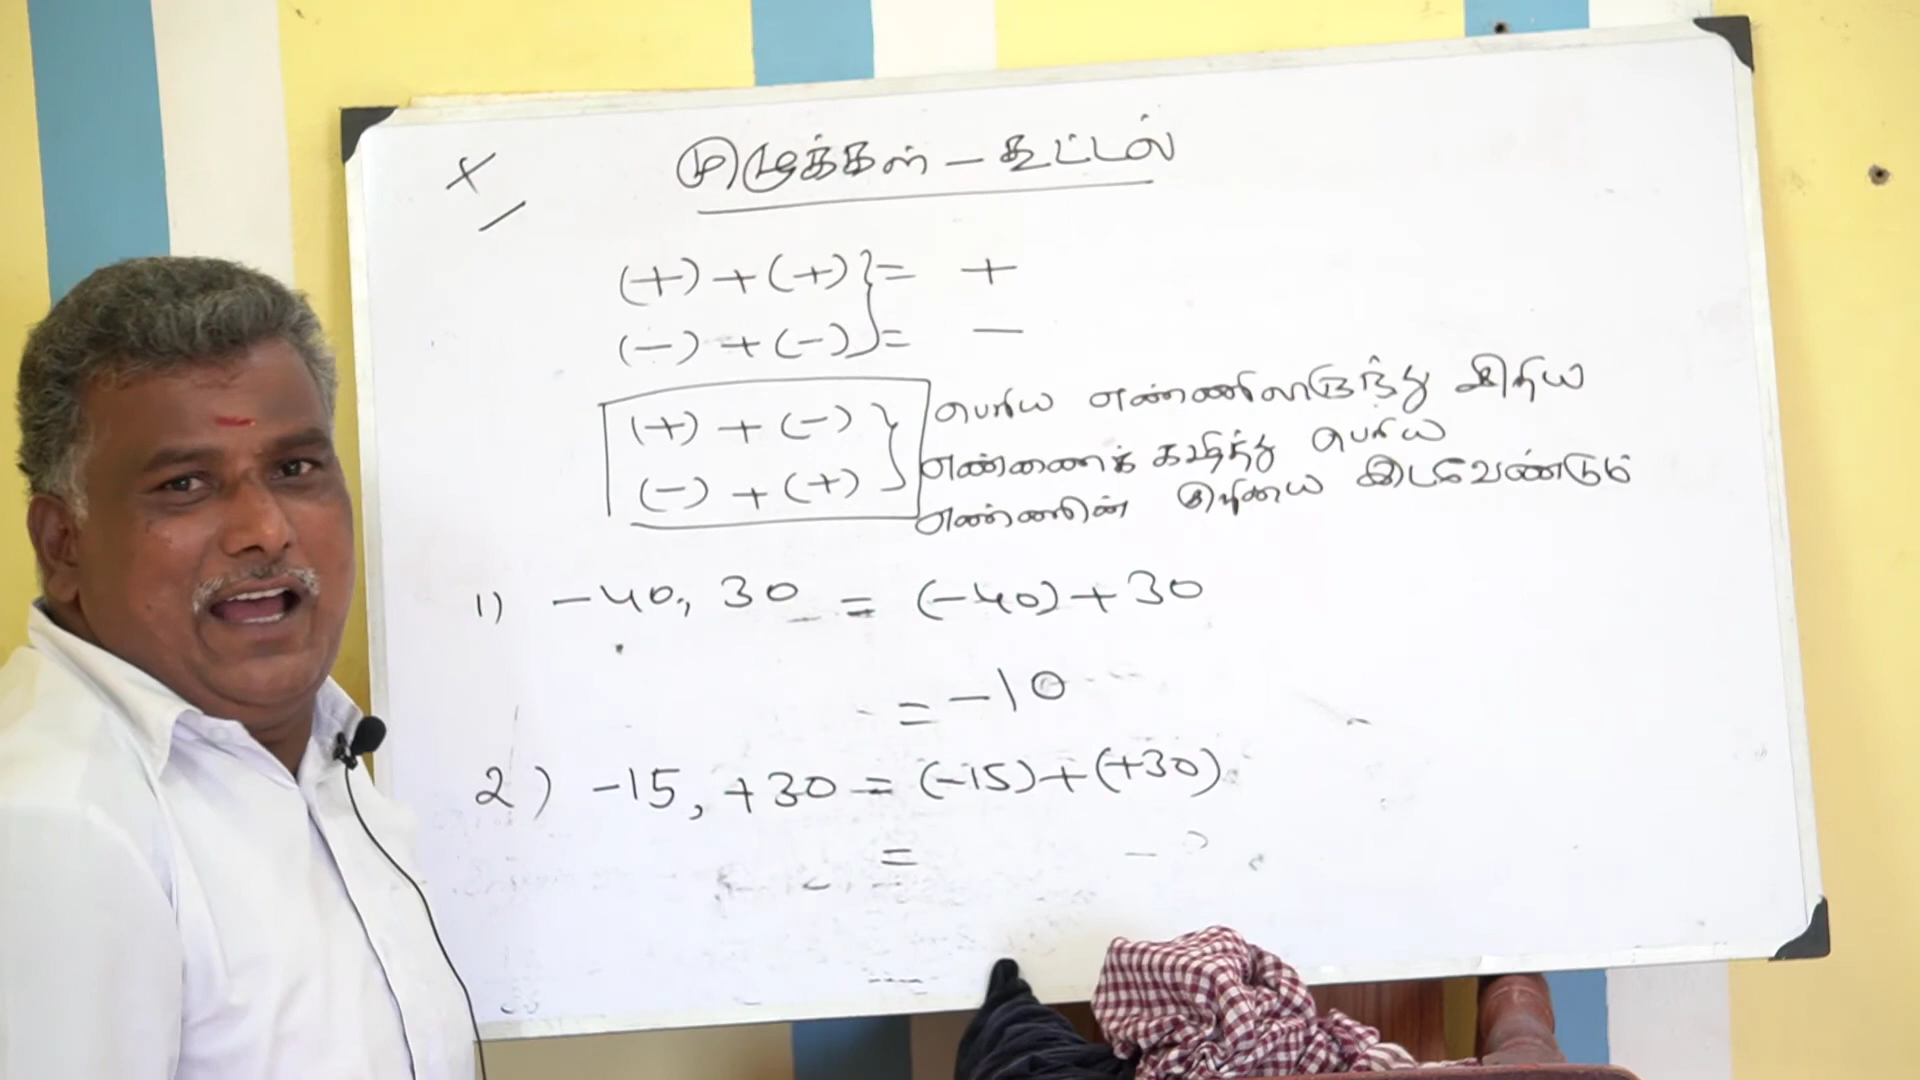 +
-
முழுக்கள் - கூட்டல்
(+) + (+) } = +
(-) + (-) } = -
(+) + (-) } பெரிய எண்ணிலிருந்து சிறிய
(-) + (+) } எண்ணைக் கழித்து பெரிய
எண்ணின் குறியை இடவேண்டும்
1) -40, 30 = (-40) + 30
= -10
2) -15, +30 = (-15) + (+30)
=